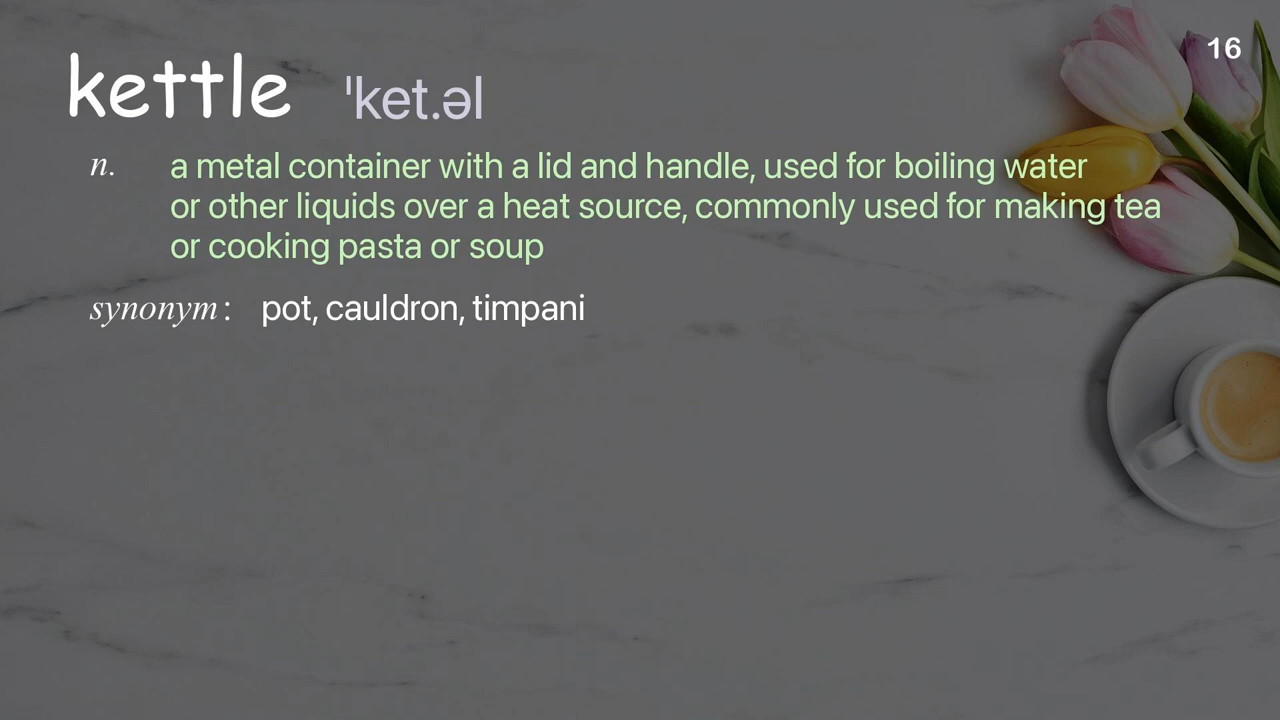 16
kettle ˈket.əl
n. a metal container with a lid and handle, used for boiling water
or other liquids over a heat source, commonly used for making tea
or cooking pasta or soup
synonym: pot, cauldron, timpani